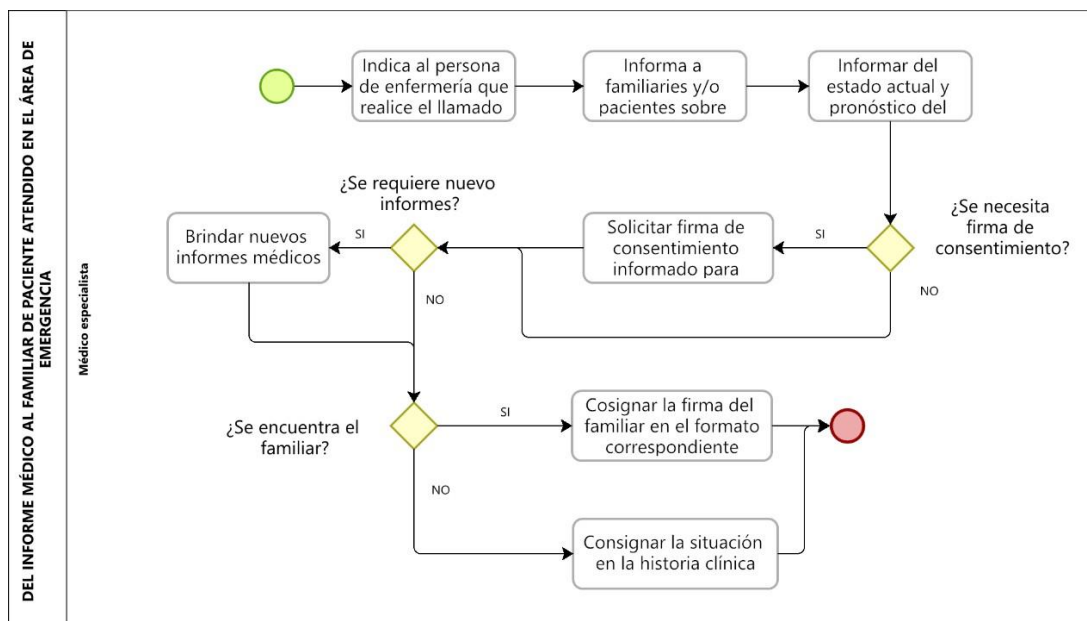 DEL INFORME MÉDICO AL FAMILIAR DE PACIENTE ATENDIDO EN EL ÁREA DE
EMERGENCIA
Médico especialista
Indica al persona
de enfermería que
realice el llamado
Informa a
familiaries y/o
pacientes sobre
Informar del
estado actual y
pronóstico del
¿Se necesita
firma de
consentimiento?
SI
NO
Solicitar firma de
consentimiento
informado para
¿Se requiere nuevo
informes?
SI
NO
Brindar nuevos
informes médicos
¿Se encuentra el
familiar?
SI
NO
Cosignar la firma del
familiar en el formato
correspondiente
Consignar la situación
en la historia clínica